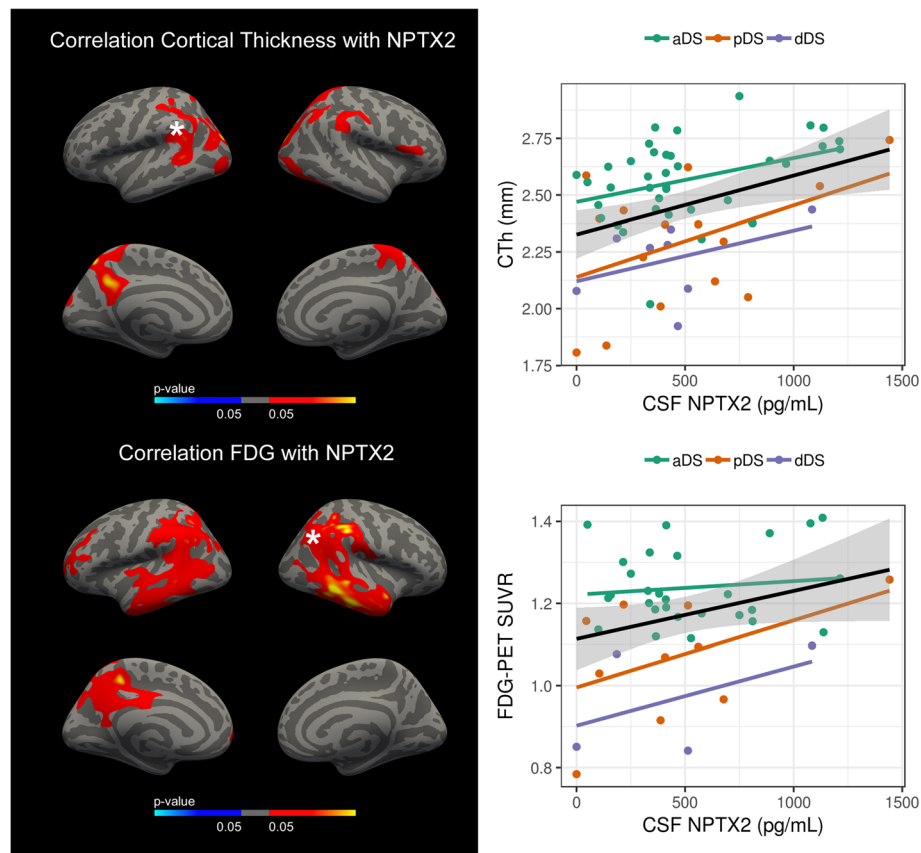 Correlation Cortical Thickness with NPTX2
*
p-value
0.05 0.05
Correlation FDG with NPTX2
*
p-value
0.05 0.05
aDS pDS dDS
CTh (mm)
2.75
2.50
2.25
2.00
1.75
0 500 1000 1500
CSF NPTX2 (pg/mL)
aDS pDS dDS
FDG-PET SUVR
1.4
1.2
1.0
0.8
0 500 1000 1500
CSF NPTX2 (pg/mL)